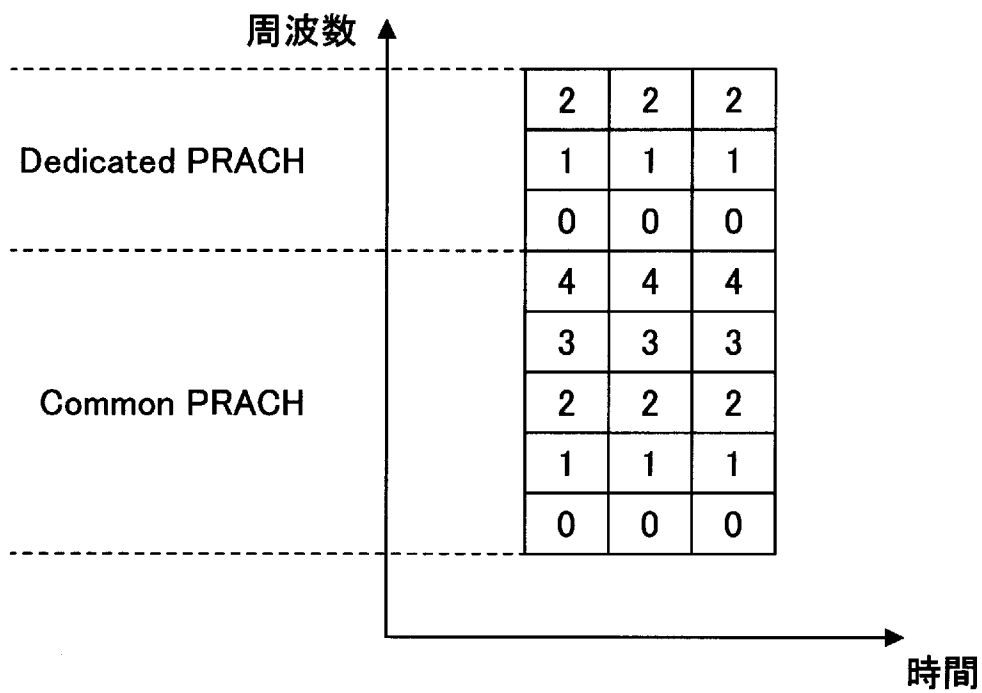 周波数
2 2 2
Dedicated PRACH
1 1 1
0 0 0
4 4 4
3 3 3
Common PRACH
2 2 2
1 1 1
0 0 0
時間